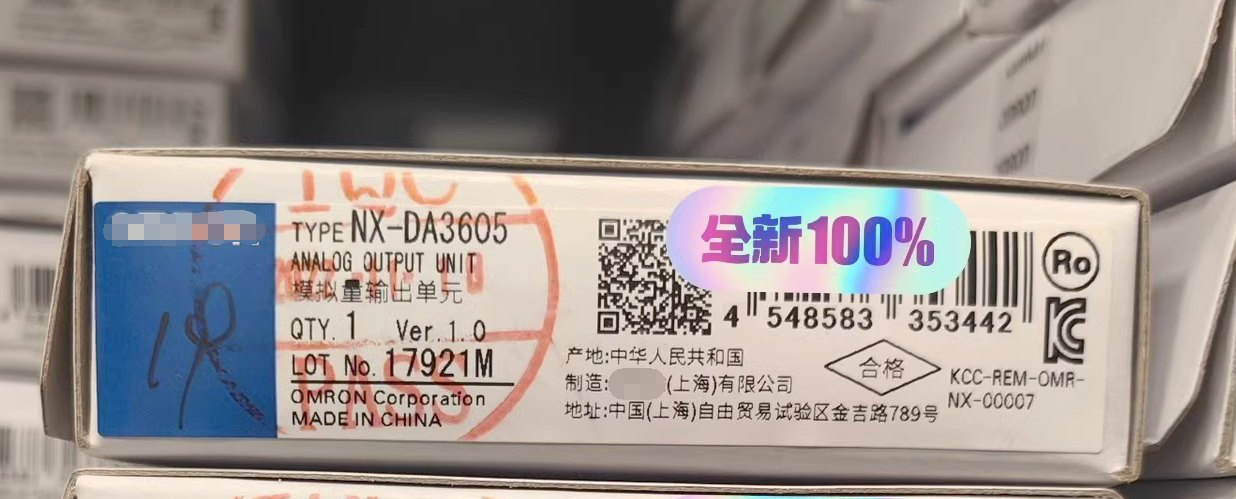 TYPE NX-DA3605
ANALOG OUTPUT UNIT
模拟量输出单元
QTY. 1 Ver.1.0
LOT No. 17921M
OMRON Corporation
MADE IN CHINA
PASS
全新100%
4 548583 353442
产地:中华人民共和国
制造: (上海)有限公司
地址:中国(上海)自由贸易试验区金吉路789号
合格
Ro
KCC-REM-OMR-
NX-00007